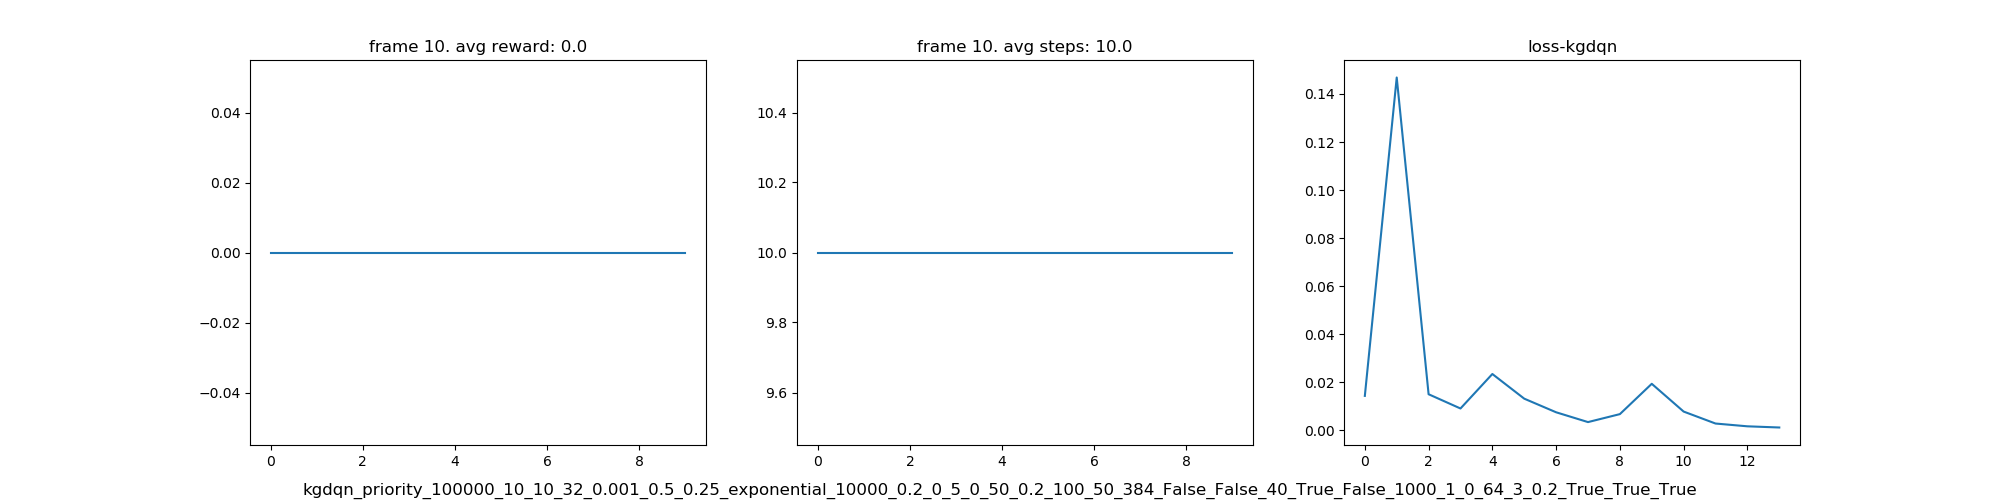 frame 10. avg reward: 0.0
0.04
0.02
0.00
−0.02
−0.04
0 2 4 6 8
frame 10. avg steps: 10.0
10.4
10.2
10.0
9.8
9.6
0 2 4 6 8
loss-kgdqn
0.14
0.12
0.10
0.08
0.06
0.04
0.02
0.00
0 2 4 6 8 10 12
kgdqn_priority_100000_10_10_32_0.001_0.5_0.25_exponential_10000_0.2_0_5_0_50_0.2_100_50_384_False_False_40_True_False_1000_1_0_64_3_0.2_True_True_True